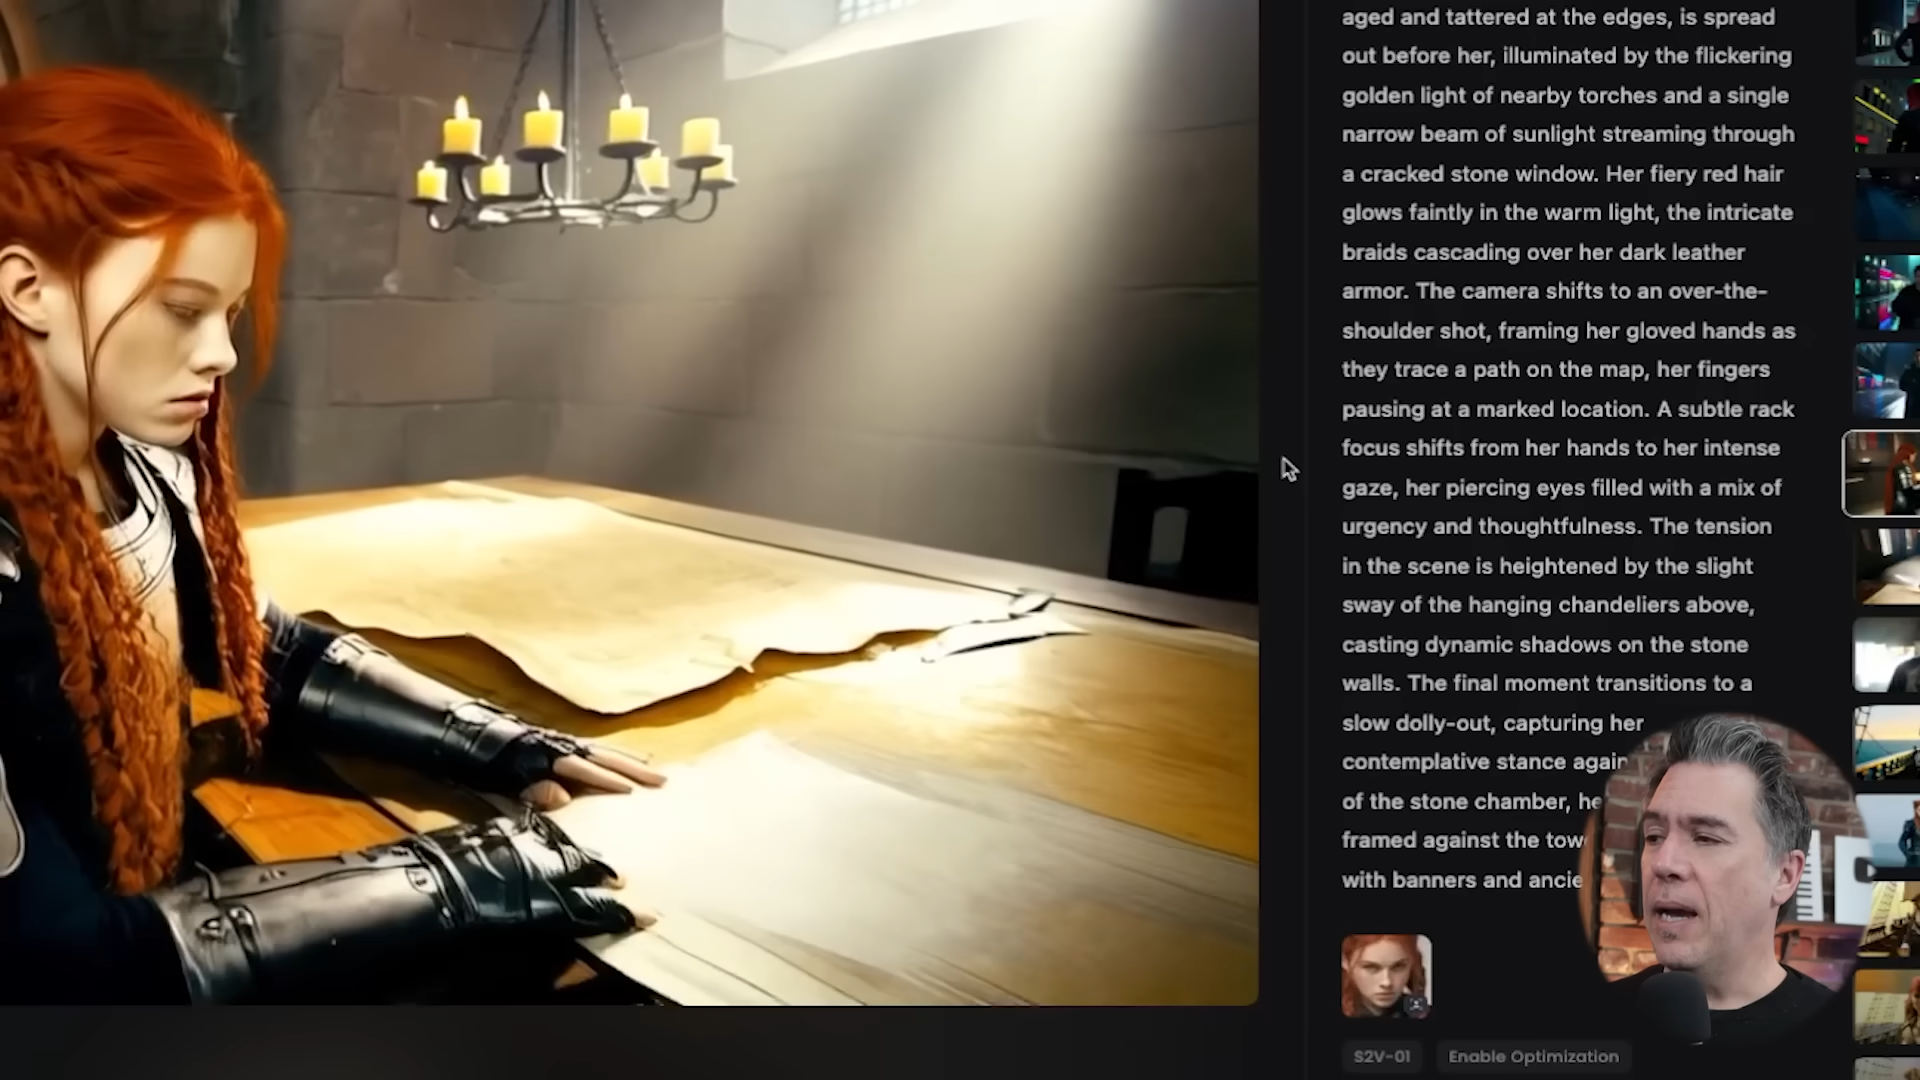 aged and tattered at the edges, is spread
out before her, illuminated by the flickering
golden light of nearby torches and a single
narrow beam of sunlight streaming through
a cracked stone window. Her fiery red hair
glows faintly in the warm light, the intricate
braids cascading over her dark leather
armor. The camera shifts to an over-the-
shoulder shot, framing her gloved hands as
they trace a path on the map, her fingers
pausing at a marked location. A subtle rack
focus shifts from her hands to her intense
gaze, her piercing eyes filled with a mix of
urgency and thoughtfulness. The tension
in the scene is heightened by the slight
sway of the hanging chandeliers above,
casting dynamic shadows on the stone
walls. The final moment transitions to a
slow dolly-out, capturing her
contemplative stance
of the stone chamber,
framed against the
with banners and
S2V-01
Enable Optimization